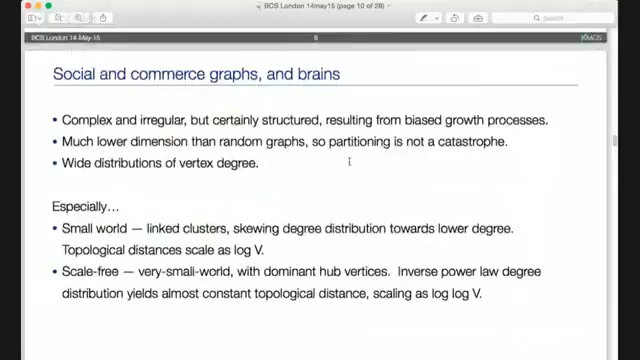 BCS London 14may15 (page 10 of 28)
Search
BCS London 14-May-15
9
XMOS
Social and commerce graphs, and brains
• Complex and irregular, but certainly structured, resulting from biased growth processes.
• Much lower dimension than random graphs, so partitioning is not a catastrophe.
• Wide distributions of vertex degree.
Especially…
• Small world — linked clusters, skewing degree distribution towards lower degree.
Topological distances scale as log V.
• Scale-free — very-small-world, with dominant hub vertices. Inverse power law degree
distribution yields almost constant topological distance, scaling as log log V.